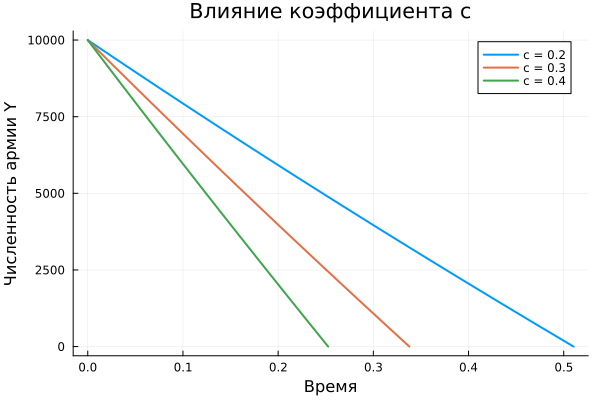 Влияние коэффициента c
Численность армии Y
10000
7500
5000
2500
0
c = 0.2
c = 0.3
c = 0.4
0.0 0.1 0.2 0.3 0.4 0.5
Время